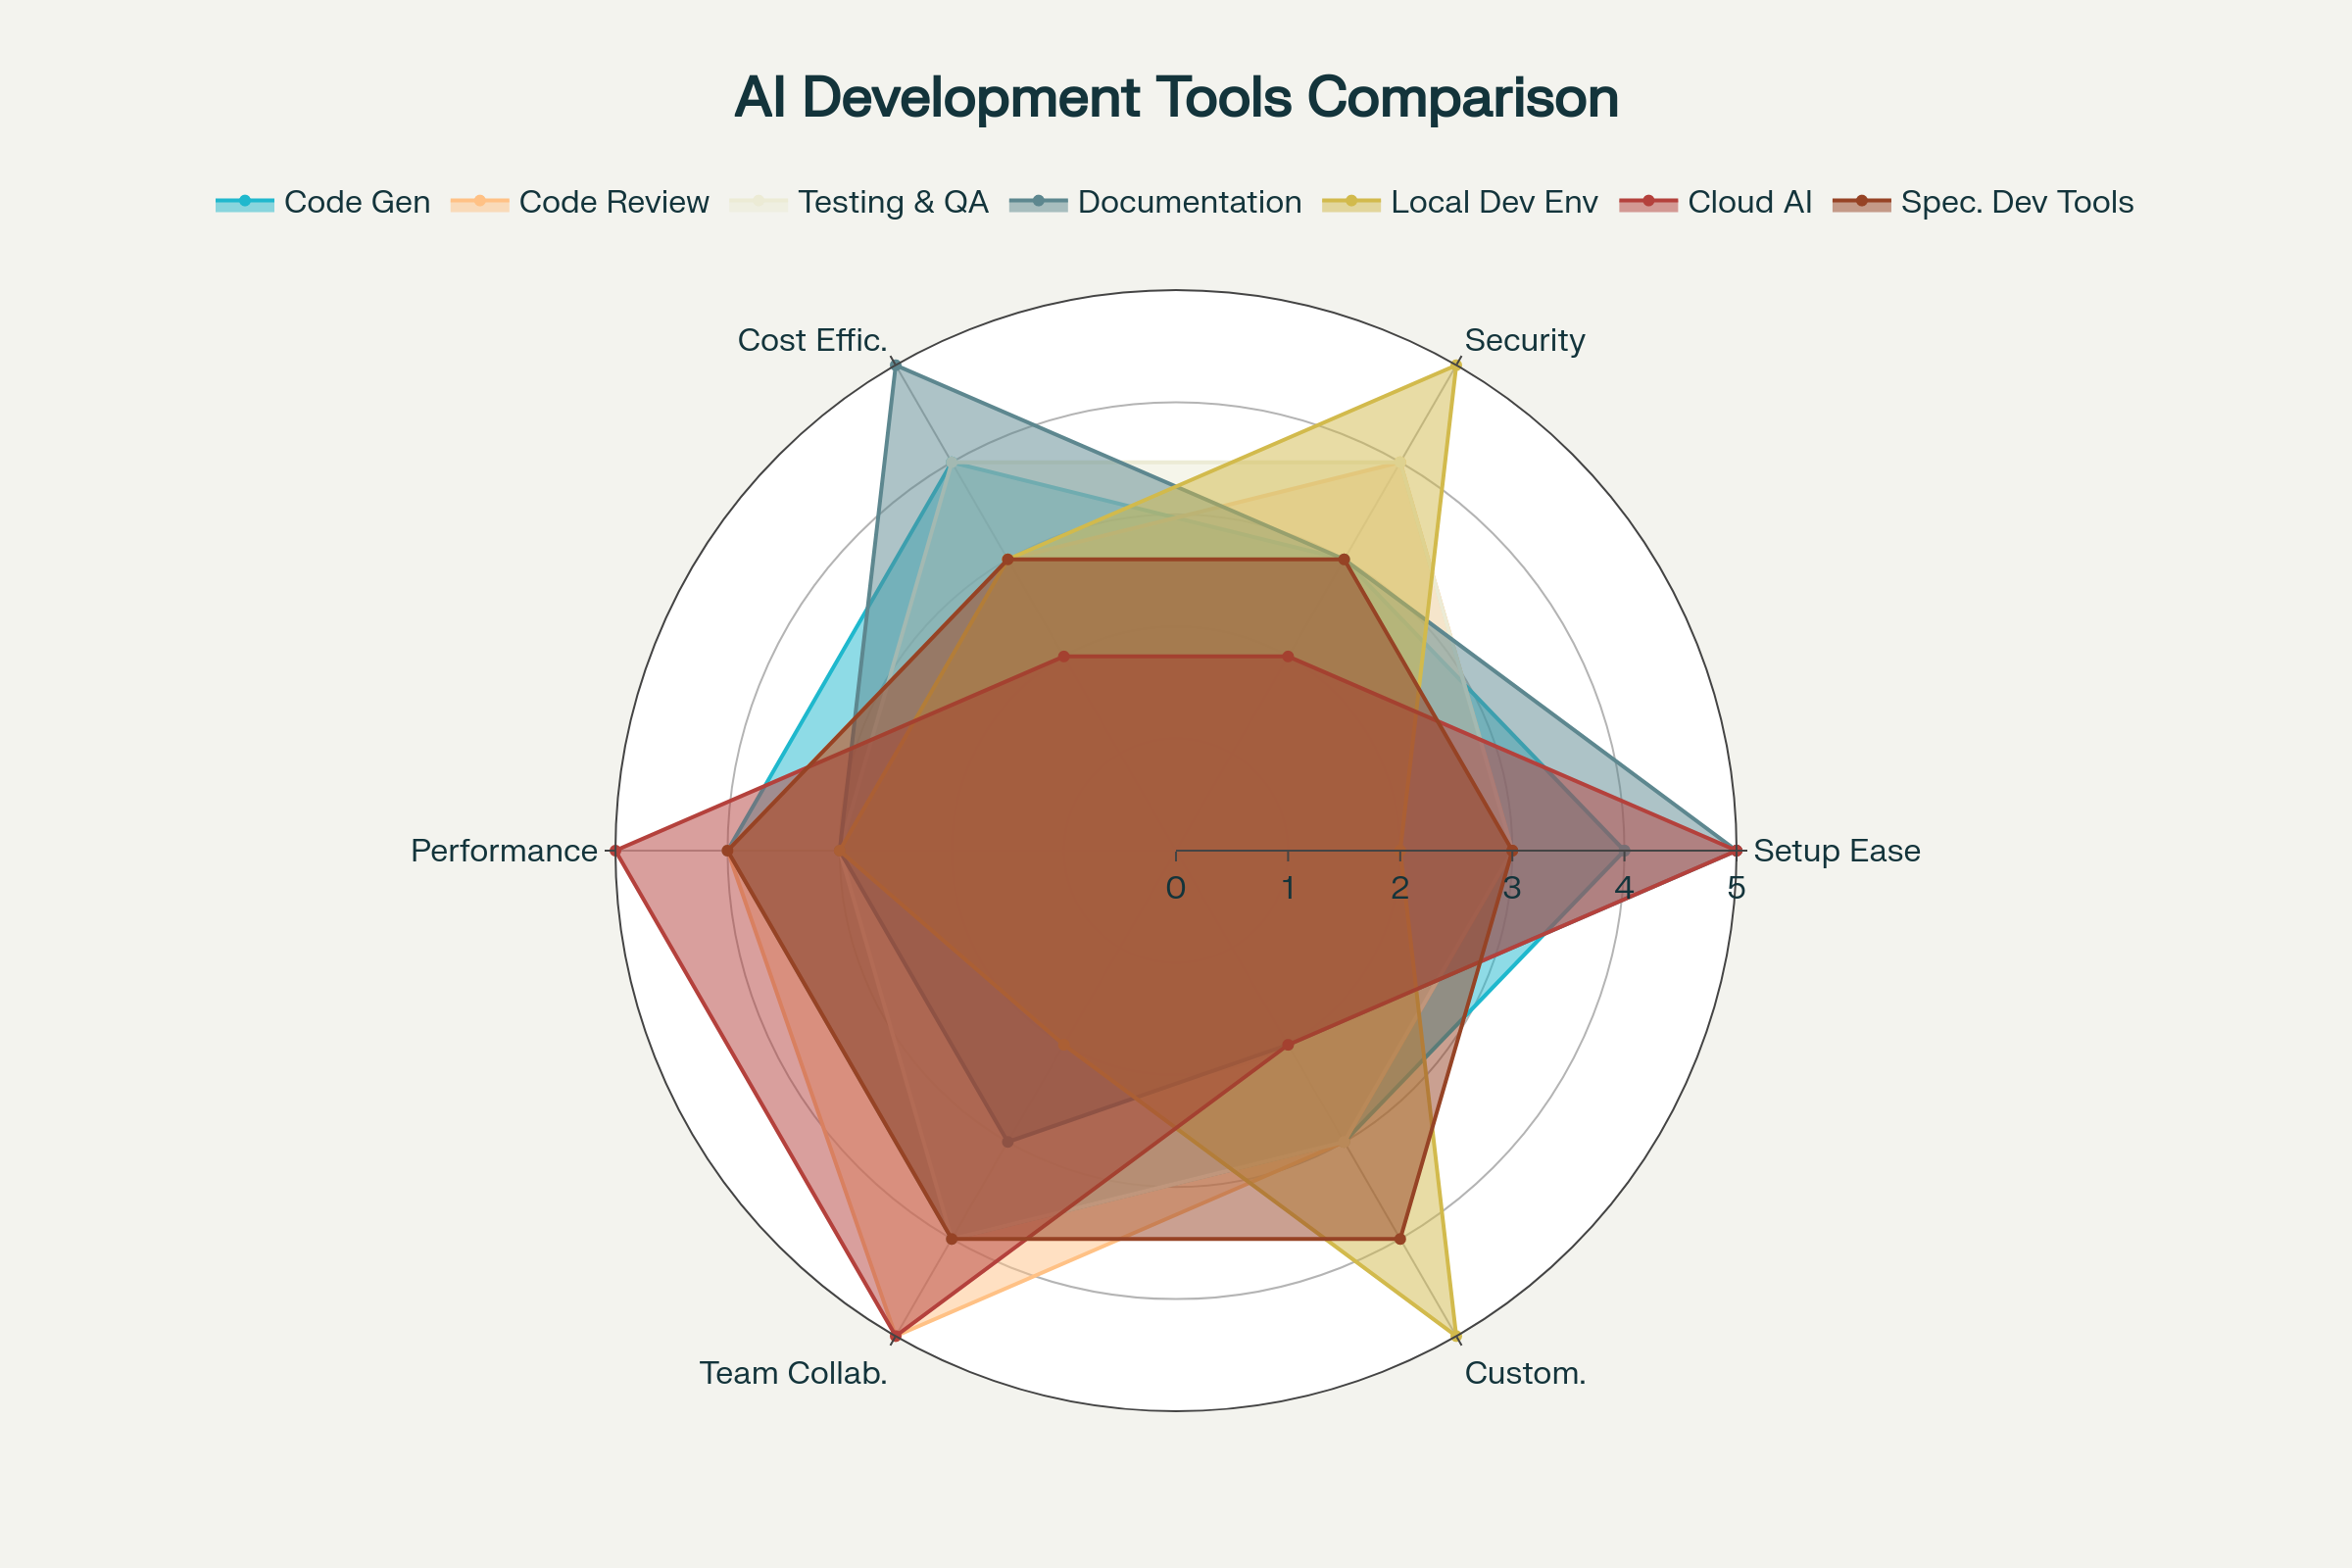 AI Development Tools Comparison
Code Gen Code Review Testing & QA Documentation Local Dev Env Cloud AI Spec. Dev Tools
Cost Effic. Security
Performance Setup Ease
0 1 2 3 4 5
Team Collab. Custom.